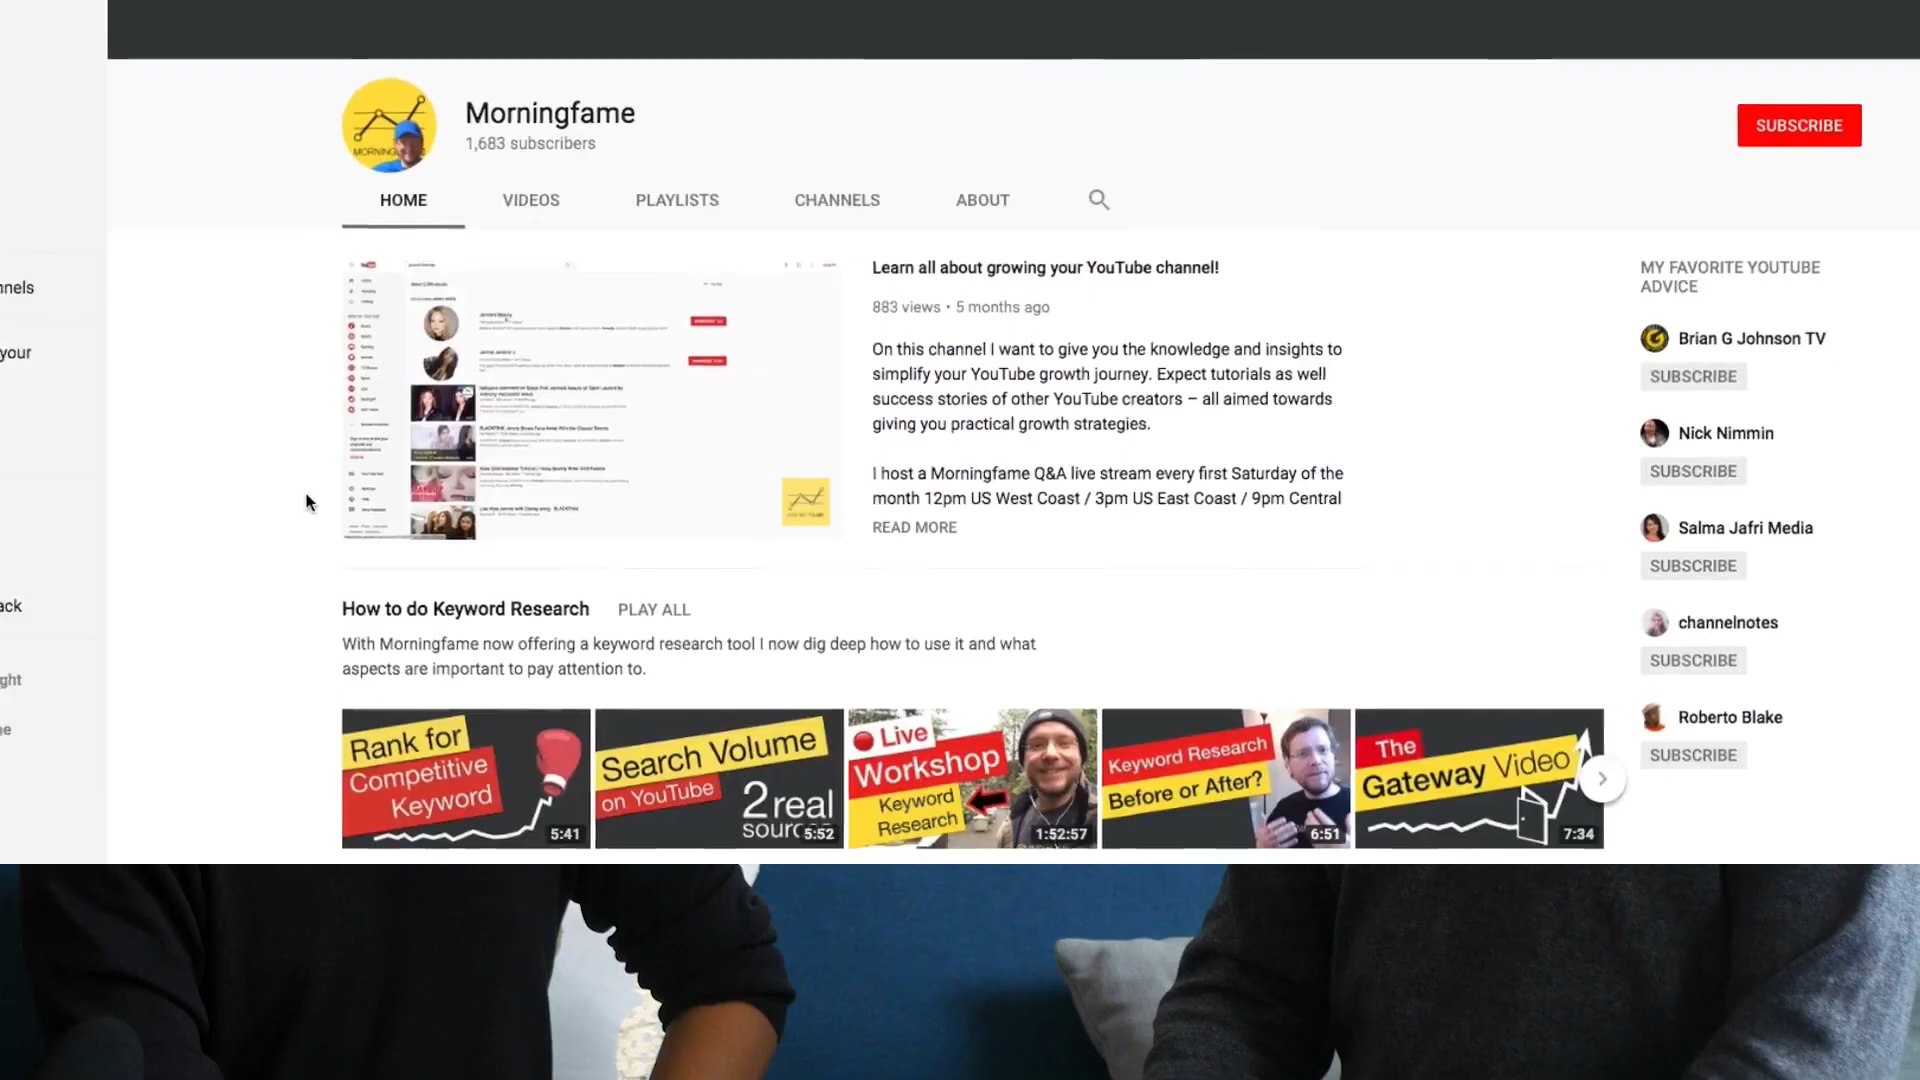 Morningfame
1,683 subscribers
SUBSCRIBE
HOME
VIDEOS
PLAYLISTS
CHANNELS
ABOUT
nnels
your
ack
ght
e
Learn all about growing your YouTube channel!
883 views • 5 months ago
On this channel I want to give you the knowledge and insights to
simplify your YouTube growth journey. Expect tutorials as well
success stories of other YouTube creators – all aimed towards
giving you practical growth strategies.
I host a Morningfame Q&A live stream every first Saturday of the
month 12pm US West Coast / 3pm US East Coast / 9pm Central
READ MORE
MY FAVORITE YOUTUBE
ADVICE
Brian G Johnson TV
SUBSCRIBE
Nick Nimmin
SUBSCRIBE
Salma Jafri Media
SUBSCRIBE
channelnotes
SUBSCRIBE
Roberto Blake
SUBSCRIBE
How to do Keyword Research
PLAY ALL
With Morningfame now offering a keyword research tool I now dig deep how to use it and what
aspects are important to pay attention to.
Rank for
Competitive
Keyword
5:41
Search Volume
on YouTube
2 real
sourc
5:52
Live
Workshop
Keyword
Research
1:52:57
Keyword Research
Before or After?
6:51
The
Gateway Video
7:34